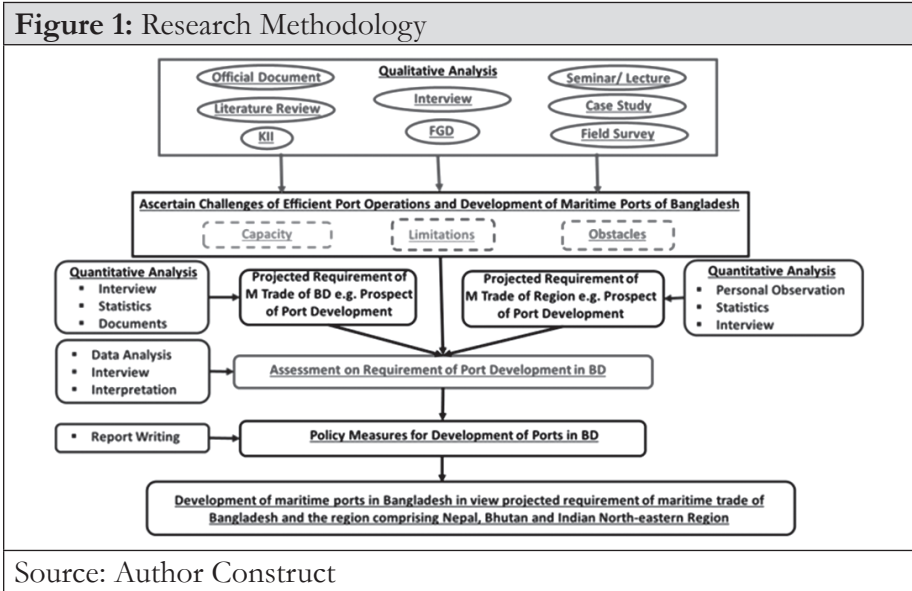 Figure 1: Research Methodology
Official Document
Qualitative Analysis
Seminar/ Lecture
Literature Review
Interview
Case Study
KII
FGD
Field Survey
Ascertain Challenges of Efficient Port Operations and Development of Maritime Ports of Bangladesh
Capacity
Limitations
Obstacles
Quantitative Analysis
▪ Interview
▪ Statistics
▪ Documents
Projected Requirement of
M Trade of BD e.g. Prospect
of Port Development
Projected Requirement of
M Trade of Region e.g. Prospect
of Port Development
Quantitative Analysis
▪ Personal Observation
▪ Statistics
▪ Interview
▪ Data Analysis
▪ Interview
▪ Interpretation
Assessment on Requirement of Port Development in BD
▪ Report Writing
Policy Measures for Development of Ports in BD
Development of maritime ports in Bangladesh in view projected requirement of maritime trade of
Bangladesh and the region comprising Nepal, Bhutan and Indian North-eastern Region
Source: Author Construct